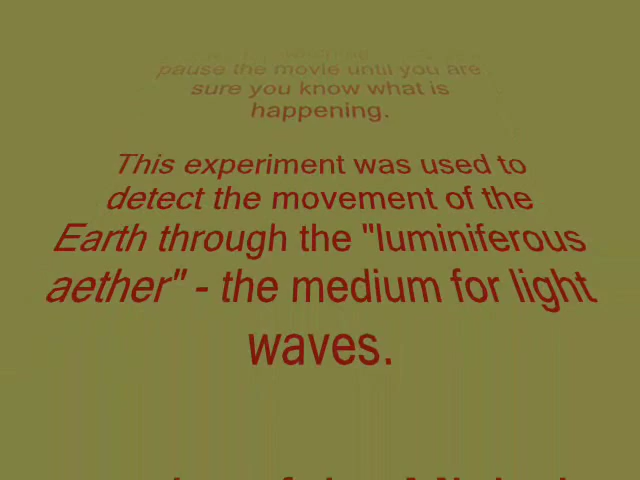 pause the movie until you are
sure you know what is
happening.
This experiment was used to
detect the movement of the
Earth through the "luminiferous
aether" - the medium for light
waves.